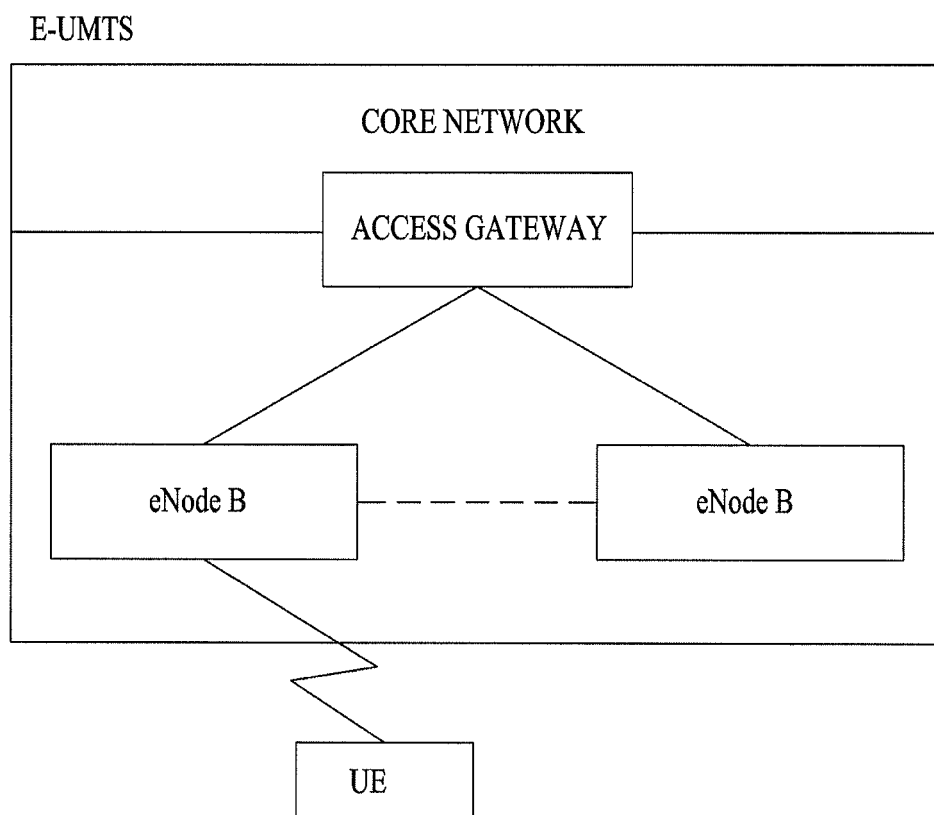 E-UMTS
CORE NETWORK
ACCESS GATEWAY
eNode B
eNode B
UE